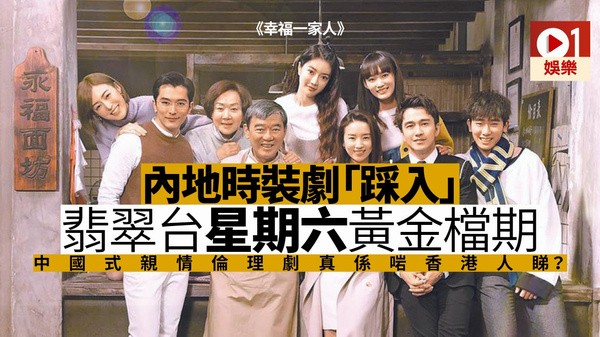 《幸福一家人》
01
娛樂
永福面坊
內地時裝劇「踩入」
翡翠台星期六黃金檔期
中國式親情倫理劇真係啱香港人睇？